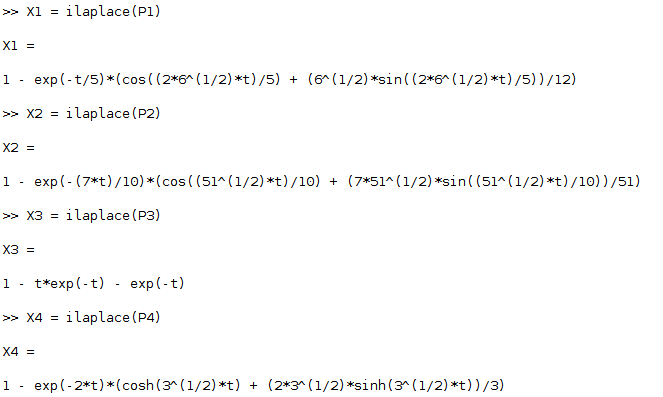 >> X1 = ilaplace(P1)
X1 =
1 - exp(-t/5)*(cos((2*6^(1/2)*t)/5) + (6^(1/2)*sin((2*6^(1/2)*t)/5))/12)
>> X2 = ilaplace(P2)
X2 =
1 - exp(-(7*t)/10)*(cos((51^(1/2)*t)/10) + (7*51^(1/2)*sin((51^(1/2)*t)/10))/51)
>> X3 = ilaplace(P3)
X3 =
1 - t*exp(-t) - exp(-t)
>> X4 = ilaplace(P4)
X4 =
1 - exp(-2*t)*(cosh(3^(1/2)*t) + (2*3^(1/2)*sinh(3^(1/2)*t))/3)